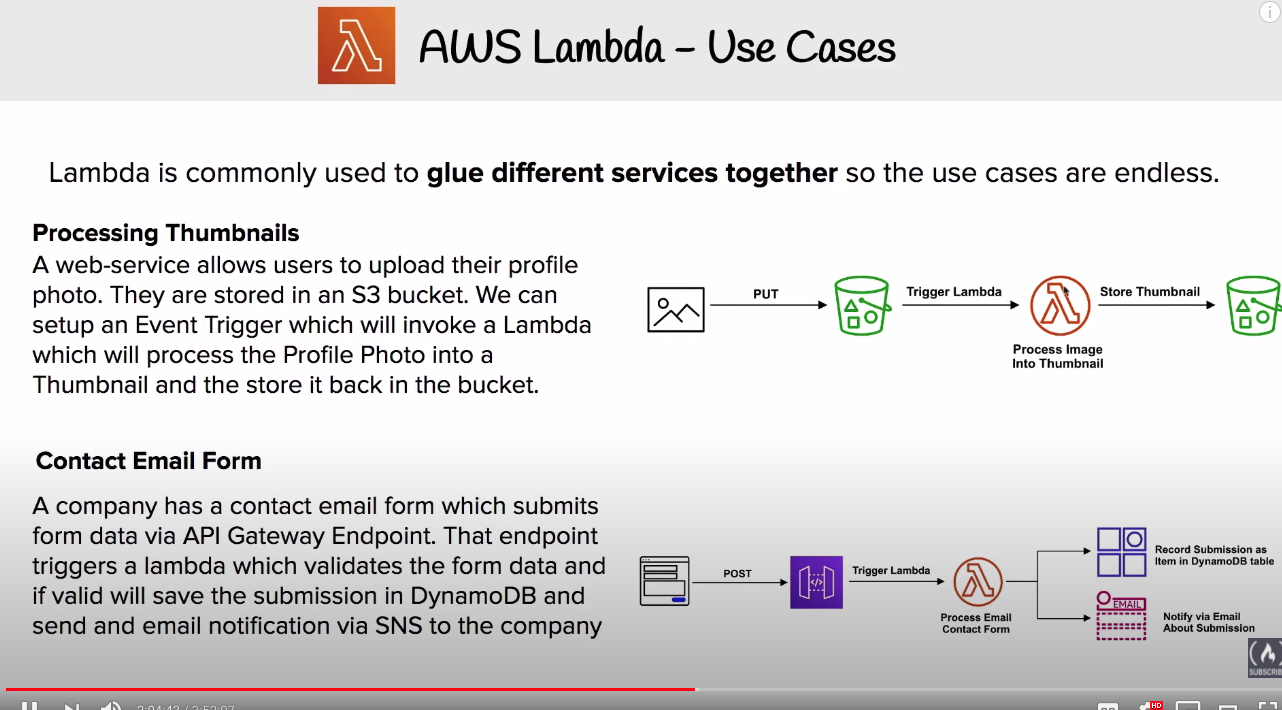 AWS Lambda – Use Cases
Lambda is commonly used to glue different services together so the use cases are endless.
Processing Thumbnails
A web-service allows users to upload their profile
photo. They are stored in an S3 bucket. We can
setup an Event Trigger which will invoke a Lambda
which will process the Profile Photo into a
Thumbnail and the store it back in the bucket.
PUT
Trigger Lambda
Store Thumbnail
Process Image
Into Thumbnail
Contact Email Form
A company has a contact email form which submits
form data via API Gateway Endpoint. That endpoint
triggers a lambda which validates the form data and
if valid will save the submission in DynamoDB and
send and email notification via SNS to the company
POST
Trigger Lambda
Process Email
Contact Form
Record Submission as
Item in DynamoDB table
EMAIL
Notify via Email
About Submission
HD